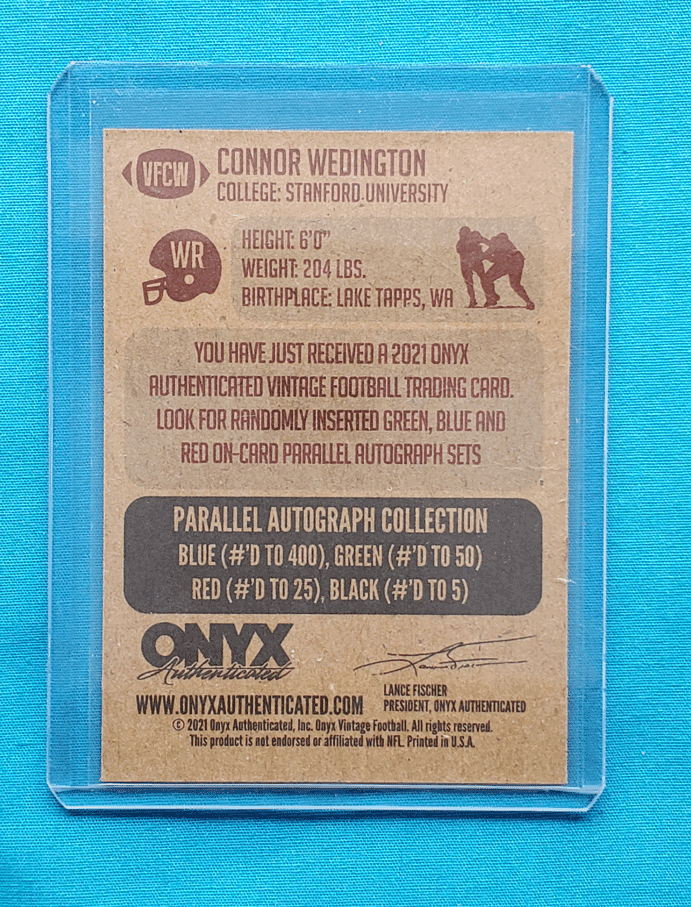 VFCW
CONNOR WEDINGTON
COLLEGE: STANFORD UNIVERSITY
WR
HEIGHT: 6'0"
WEIGHT: 204 LBS.
BIRTHPLACE: LAKE TAPPS, WA
YOU HAVE JUST RECEIVED A 2021 ONYX
AUTHENTICATED VINTAGE FOOTBALL TRADING CARD.
LOOK FOR RANDOMLY INSERTED GREEN, BLUE AND
RED ON-CARD PARALLEL AUTOGRAPH SETS
PARALLEL AUTOGRAPH COLLECTION
BLUE (#'D TO 400), GREEN (#'D TO 50)
RED (#'D TO 25), BLACK (#'D TO 5)
ONYX
Authenticated
WWW.ONYXAUTHENTICATED.COM
LANCE FISCHER
PRESIDENT, ONYX AUTHENTICATED
© 2021 Onyx Authenticated, Inc. Onyx Vintage Football. All rights reserved.
This product is not endorsed or affiliated with NFL. Printed in U.S.A.